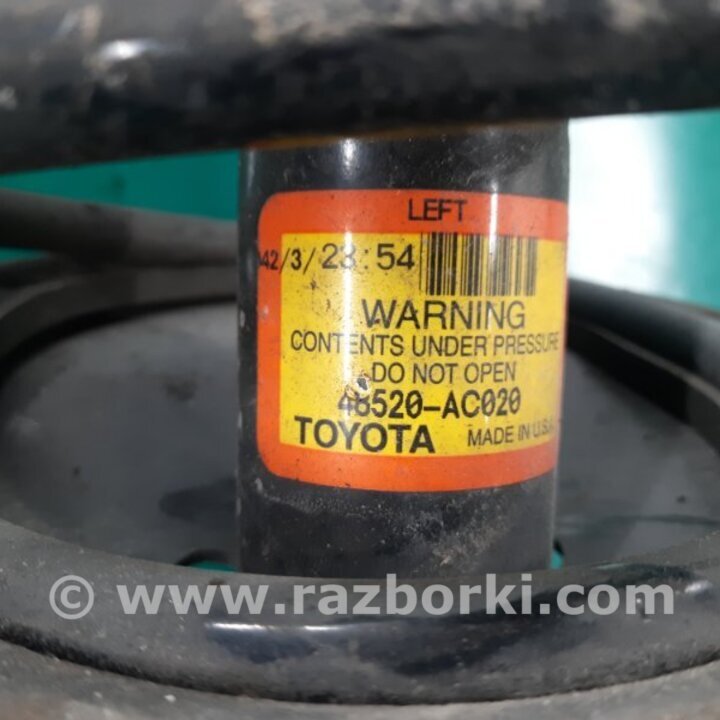 LEFT
42/3/23:54
WARNING
CONTENTS UNDER PRESSURE
DO NOT OPEN
48520-AC020
TOYOTA MADE IN U.S.A.
© www.razborki.com